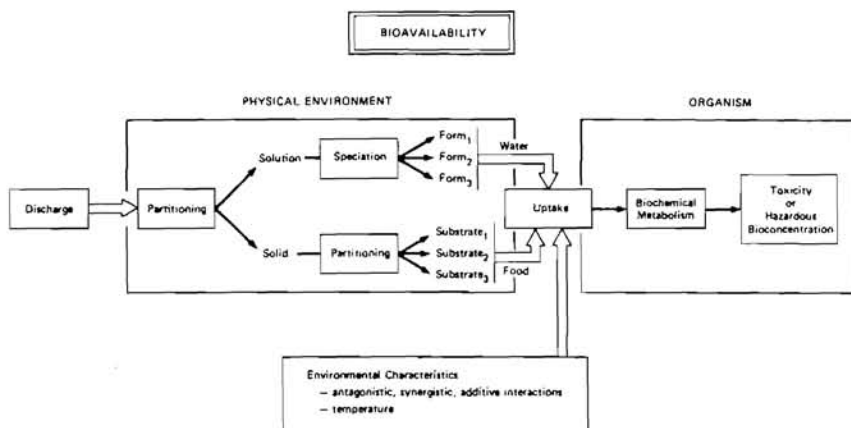 BIOAVAILABILITY
PHYSICAL ENVIRONMENT
ORGANISM
Discharge
Partitioning
Solution
Speciation
Form1
Form2
Form3
Water
Solid
Partitioning
Substrate1
Substrate2
Substrate3
Food
Uptake
Biochemical
Metabolism
Toxicity
or
Hazardous
Bioconcentration
Environmental Characteristics
— antagonistic, synergistic, additive interactions
— temperature